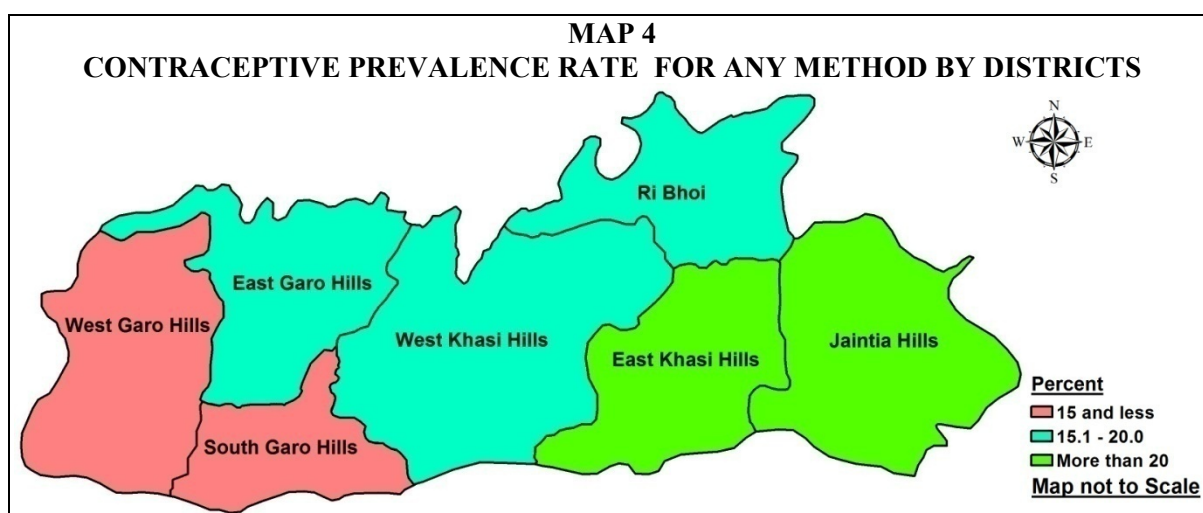 MAP 4
CONTRACEPTIVE PREVALENCE RATE FOR ANY METHOD BY DISTRICTS
N
W E
S
Ri Bhoi
East Garo Hills
West Garo Hills
West Khasi Hills
East Khasi Hills
Jaintia Hills
South Garo Hills
Percent
15 and less
15.1 - 20.0
More than 20
Map not to Scale